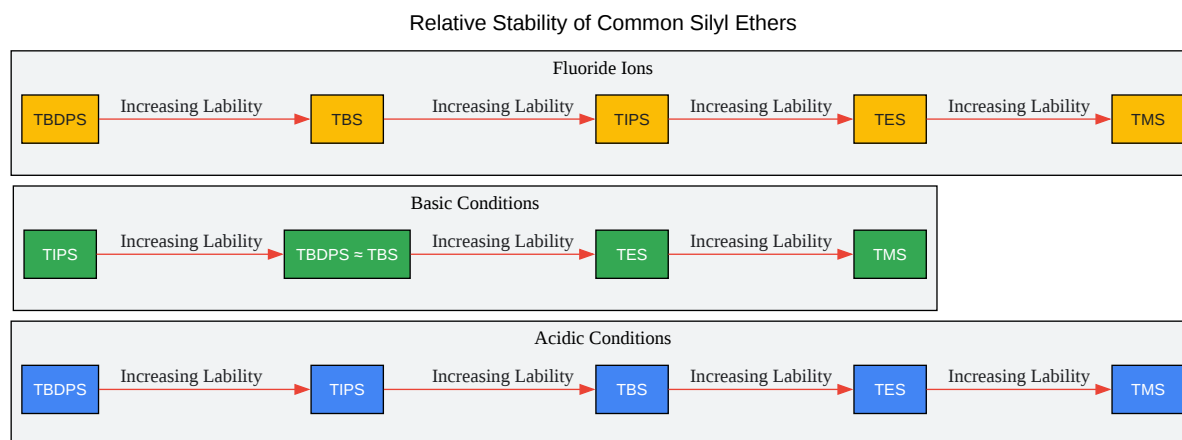 Relative Stability of Common Silyl Ethers
Fluoride Ions
TBDPS Increasing Lability TBS Increasing Lability TIPS Increasing Lability TES Increasing Lability TMS
Basic Conditions
TIPS Increasing Lability TBDPS ≈ TBS Increasing Lability TES Increasing Lability TMS
Acidic Conditions
TBDPS Increasing Lability TIPS Increasing Lability TBS Increasing Lability TES Increasing Lability TMS